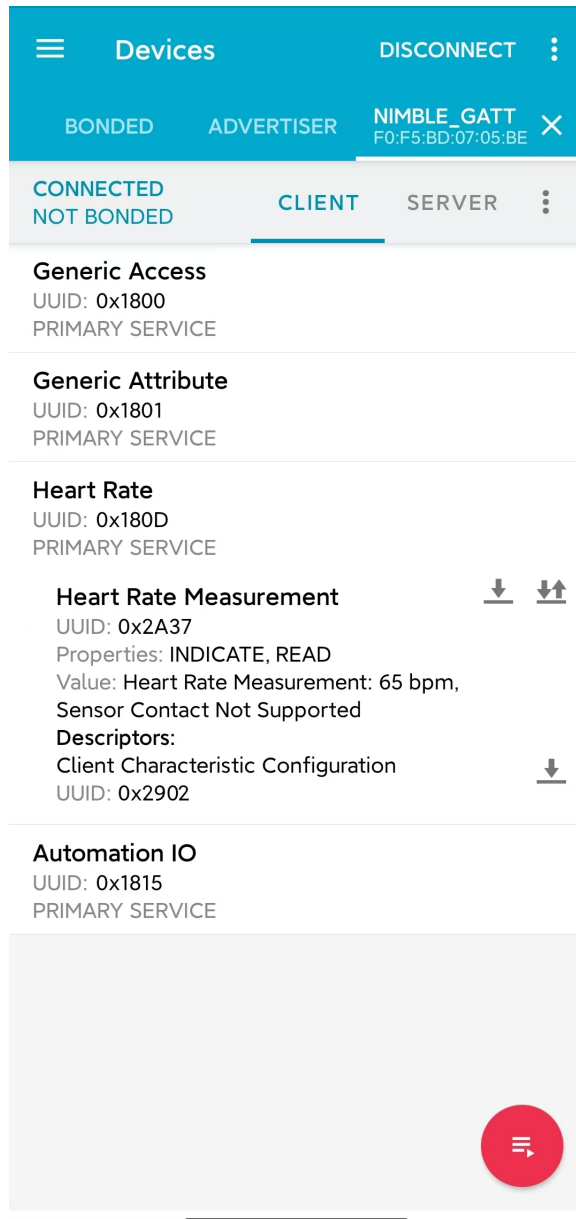 Devices
DISCONNECT
BONDED
ADVERTISER
NIMBLE_GATT
F0:F5:BD:07:05:BE
CONNECTED
NOT BONDED
CLIENT
SERVER
Generic Access
UUID: 0x1800
PRIMARY SERVICE
Generic Attribute
UUID: 0x1801
PRIMARY SERVICE
Heart Rate
UUID: 0x180D
PRIMARY SERVICE
Heart Rate Measurement
UUID: 0x2A37
Properties: INDICATE, READ
Value: Heart Rate Measurement: 65 bpm,
Sensor Contact Not Supported
Descriptors:
Client Characteristic Configuration
UUID: 0x2902
Automation IO
UUID: 0x1815
PRIMARY SERVICE